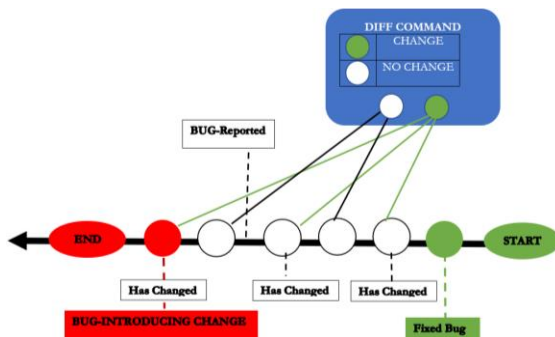 DIFF COMMAND
CHANGE
NO CHANGE
BUG-Reported
END
START
Has Changed
Has Changed
Has Changed
BUG-INTRODUCING CHANGE
Fixed Bug